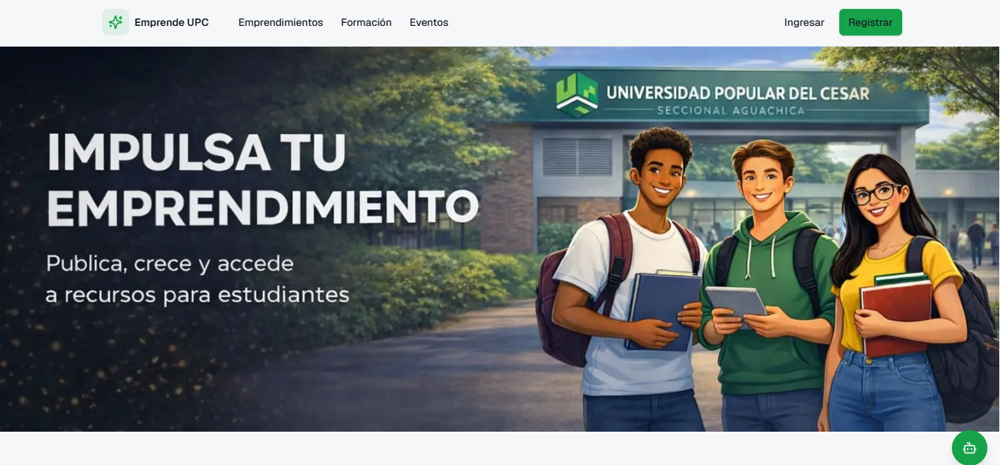 Emprende UPC
Emprendimientos
Formación
Eventos
Ingresar
Registrar
UNIVERSIDAD POPULAR DEL CESAR
SECCIONAL AGUACHICA
IMPULSA TU
EMPRENDIMIENTO
Publica, crece y accede
a recursos para estudiantes